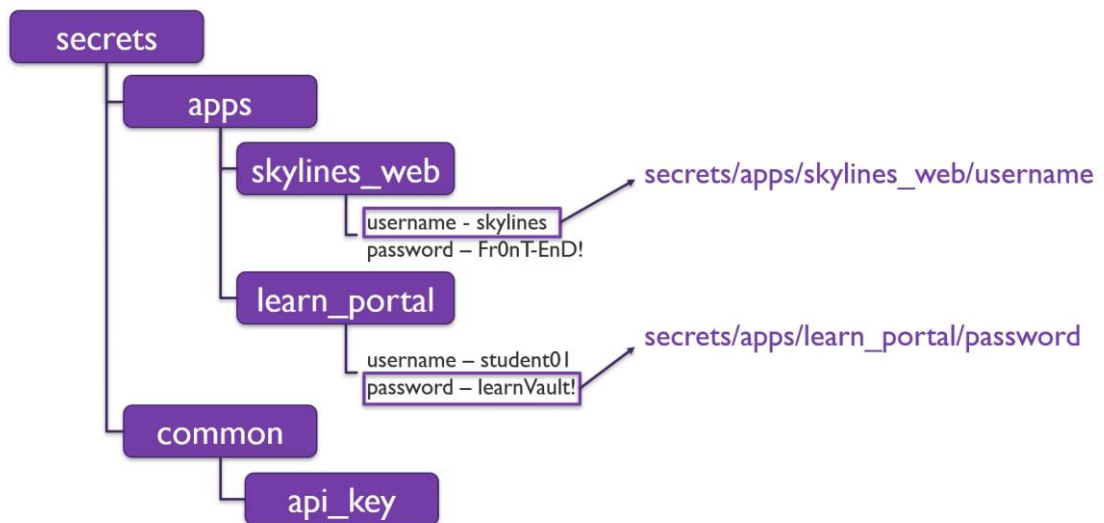 secrets
apps
skylines_web
secrets/apps/skylines_web/username
username - skylines
password – Fr0nT-EnD!
learn_portal
secrets/apps/learn_portal/password
username – student01
password – learnVault!
common
api_key